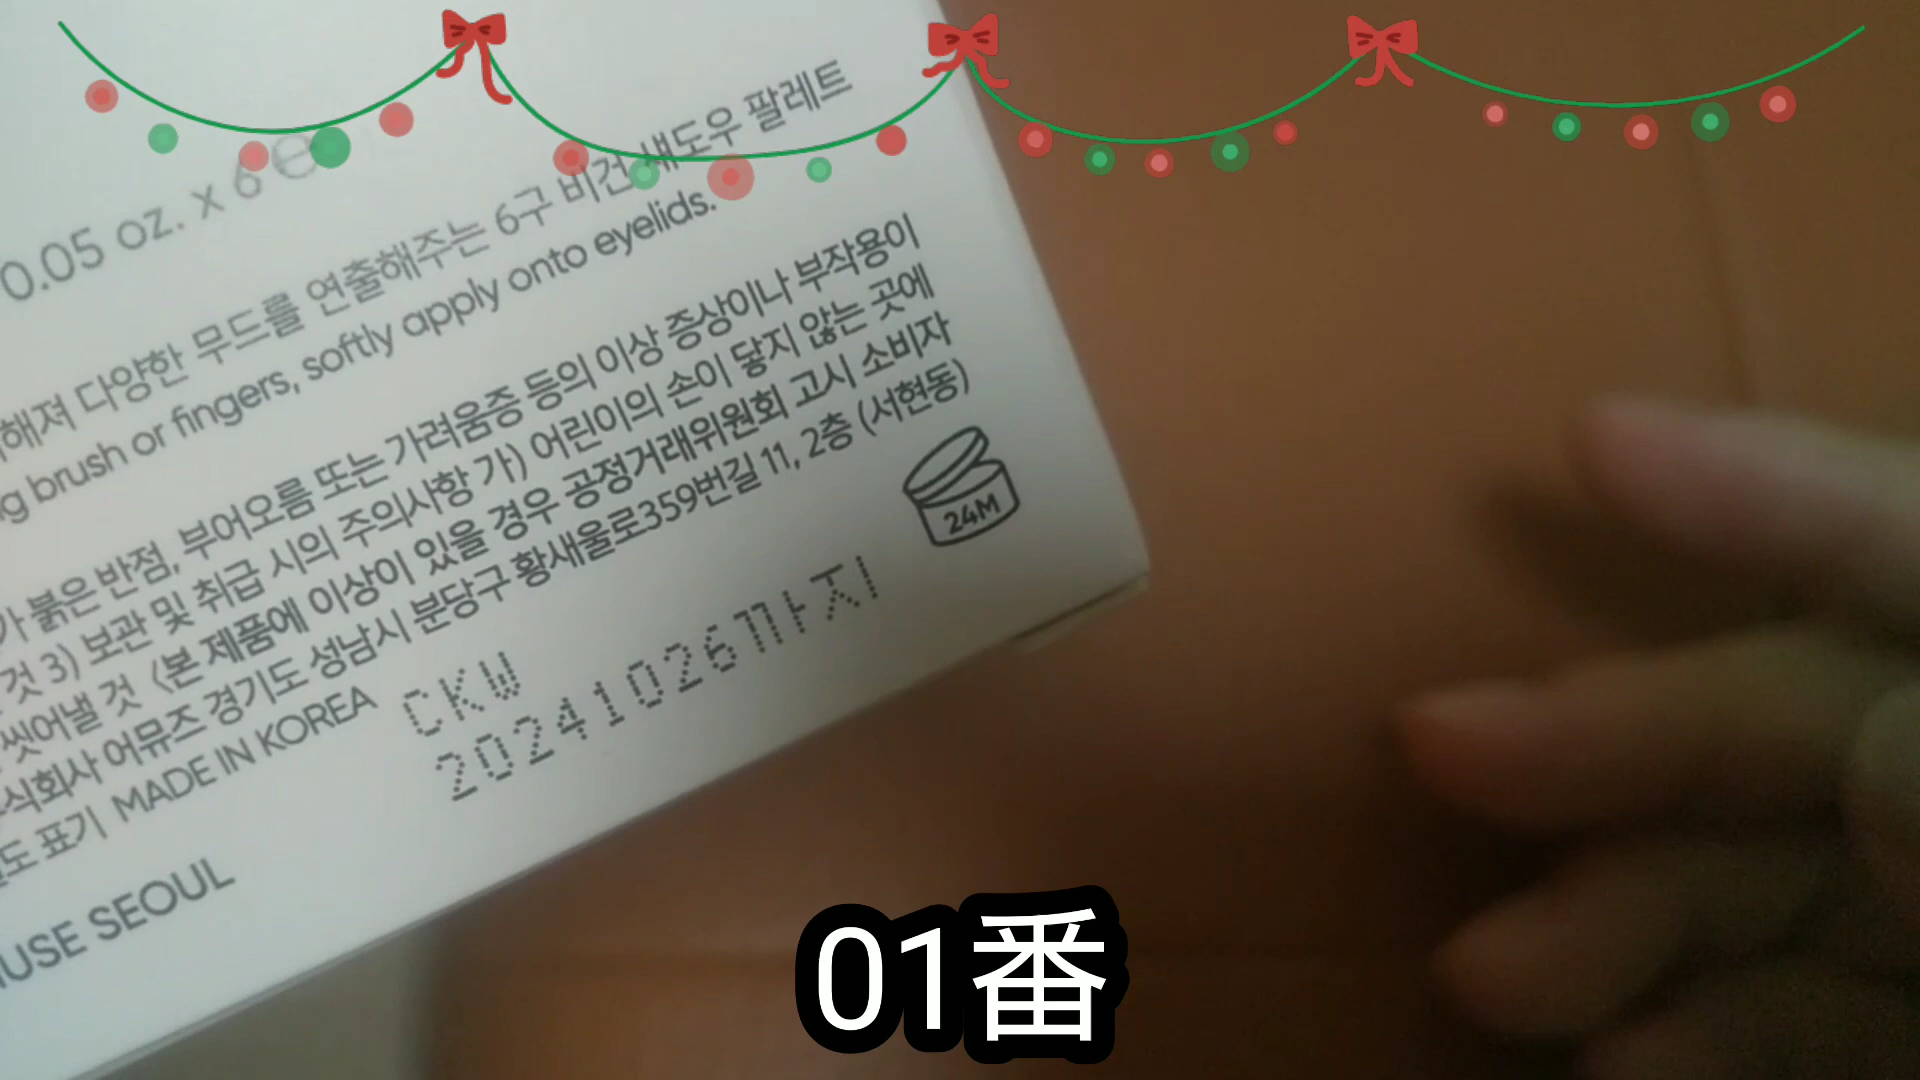 0.05 oz. x 6 e
해져 다양한 무드를 연출해주는 6구 비건 섀도우 팔레트
brush or fingers, softly apply onto eyelids.
가 붉은 반점, 부어오름 또는 가려움증 등의 이상 증상이나 부작용이
것 3) 보관 및 취급 시의 주의사항 가) 어린이의 손이 닿지 않는 곳에
씻어낼 것 〈본 제품에 이상이 있을 경우 공정거래위원회 고시 소비자
식회사 어뮤즈 경기도 성남시 분당구 황새울로359번길 11, 2층 (서현동)
도 표기 MADE IN KOREA
24M
CKW
20241026까지
USE SEOUL
01番